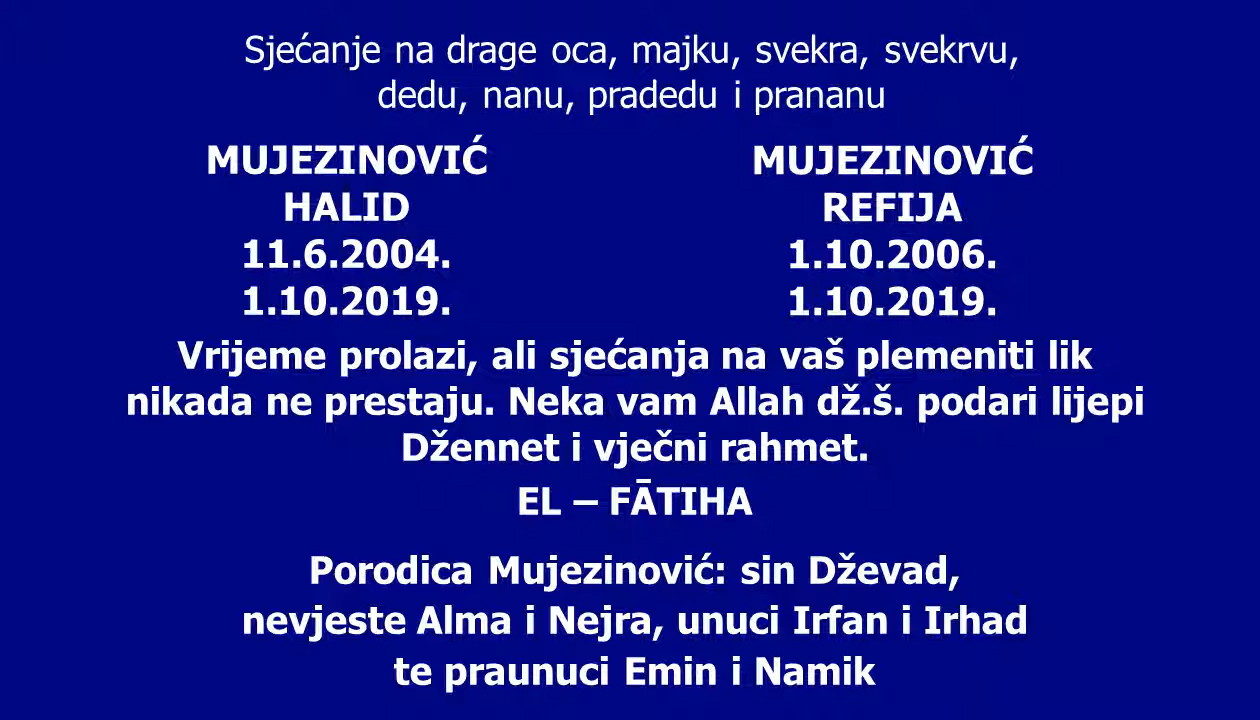 Sjećanje na drage oca, majku, svekra, svekrvu,
dedu, nanu, pradedu i prananu
MUJEZINOVIĆ
HALID
11.6.2004.
1.10.2019.
MUJEZINOVIĆ
REFIJA
1.10.2006.
1.10.2019.
Vrijeme prolazi, ali sjećanja na vaš plemeniti lik
nikada ne prestaju. Neka vam Allah dž.š. podari lijepi
Džennet i vječni rahmet.
EL – FĀTIHA
Porodica Mujezinović: sin Dževad,
nevjeste Alma i Nejra, unuci Irfan i Irhad
te praunuci Emin i Namik